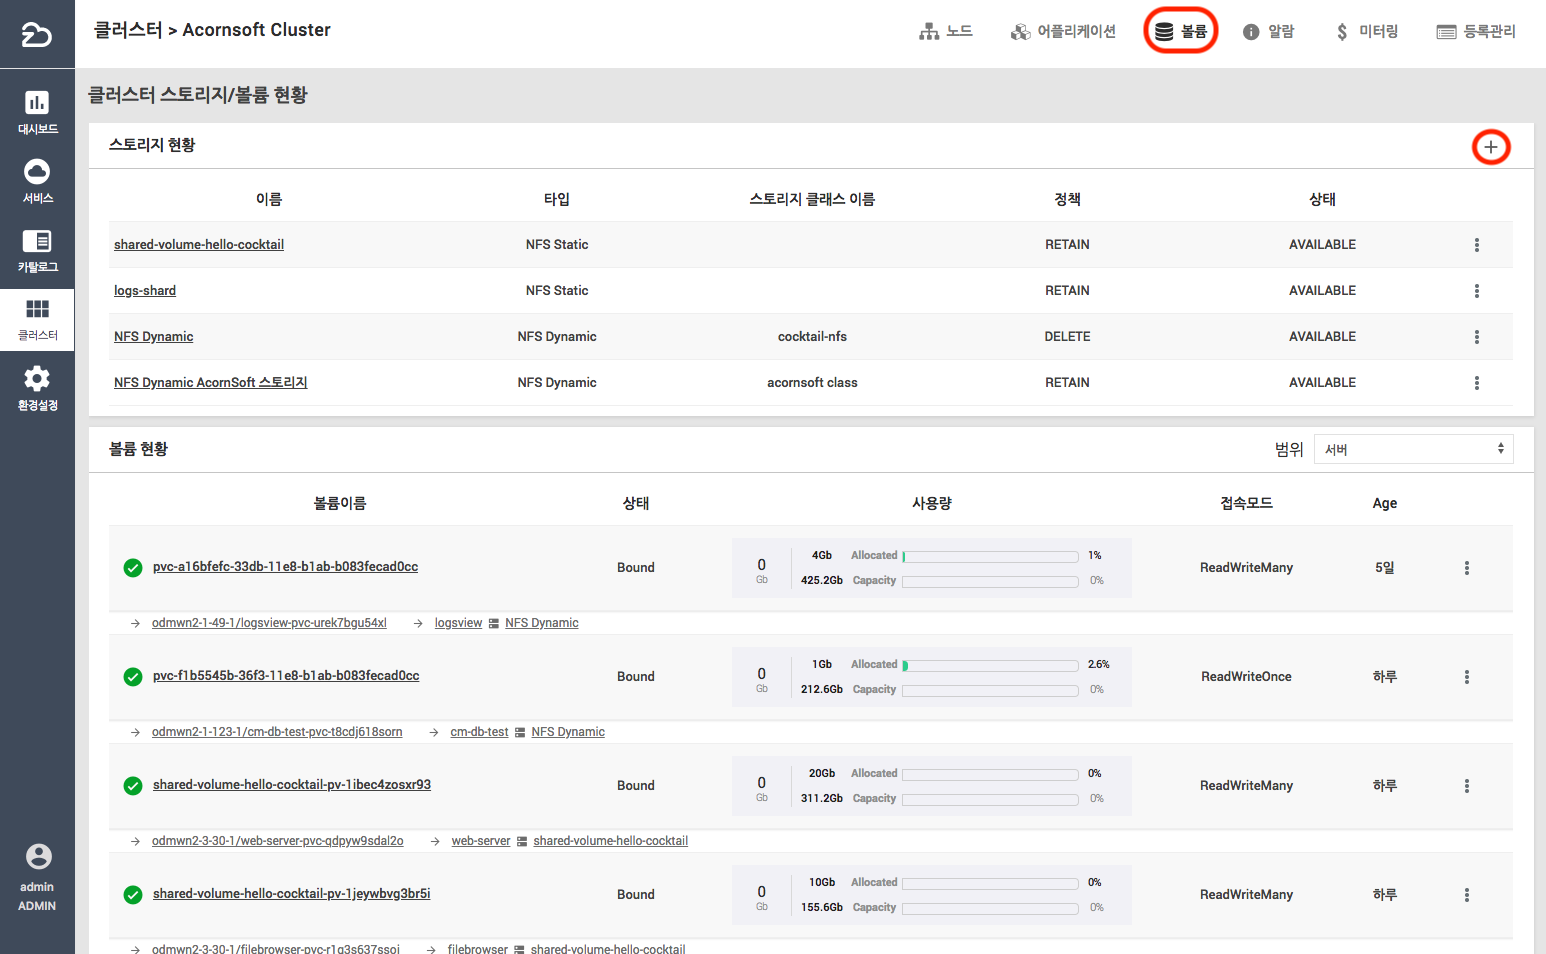 클러스터 > Acornsoft Cluster
노드 어플리케이션 볼륨 알람 미터링 등록관리
대시보드
서비스
카탈로그
클러스터
환경설정
admin
ADMIN
클러스터 스토리지/볼륨 현황
스토리지 현황
이름 타입 스토리지 클래스 이름 정책 상태
shared-volume-hello-cocktail NFS Static RETAIN AVAILABLE
logs-shard NFS Static RETAIN AVAILABLE
NFS Dynamic NFS Dynamic cocktail-nfs DELETE AVAILABLE
NFS Dynamic AcornSoft 스토리지 NFS Dynamic acornsoft class RETAIN AVAILABLE
볼륨 현황 범위 서버
볼륨이름 상태 사용량 접속모드 Age
pvc-a16bfefc-33db-11e8-b1ab-b083fecad0cc Bound 0 Gb 4Gb Allocated 1% ReadWriteMany 5일
425.2Gb Capacity 0%
odmwn2-1-49-1/logsview-pvc-urek7bgu54xl logsview NFS Dynamic
pvc-f1b5545b-36f3-11e8-b1ab-b083fecad0cc Bound 0 Gb 1Gb Allocated 2.6% ReadWriteOnce 하루
212.6Gb Capacity 0%
odmwn2-1-123-1/cm-db-test-pvc-t8cdj618sorn cm-db-test NFS Dynamic
shared-volume-hello-cocktail-pv-1ibec4zosxr93 Bound 0 Gb 20Gb Allocated 0% ReadWriteMany 하루
311.2Gb Capacity 0%
odmwn2-3-30-1/web-server-pvc-qdpyw9sdal2o web-server shared-volume-hello-cocktail
shared-volume-hello-cocktail-pv-1jeywbvg3br5i Bound 0 Gb 10Gb Allocated 0% ReadWriteMany 하루
155.6Gb Capacity 0%
odmwn2-3-30-1/filebrowser-pvc-r1g3s637ssoj filebrowser shared-volume-hello-cocktail